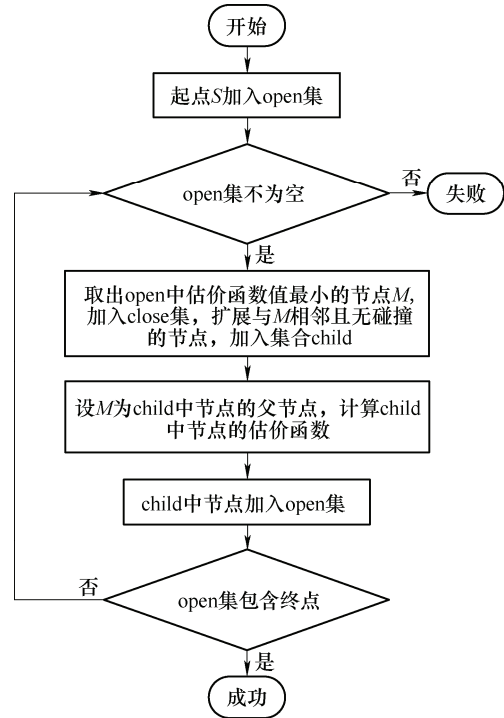 开始
起点S加入open集
open集不为空
否
失败
是
取出open中估价函数值最小的节点M,
加入close集，扩展与M相邻且无碰撞
的节点，加入集合child
设M为child中节点的父节点，计算child
中节点的估价函数
child中节点加入open集
否
open集包含终点
是
成功